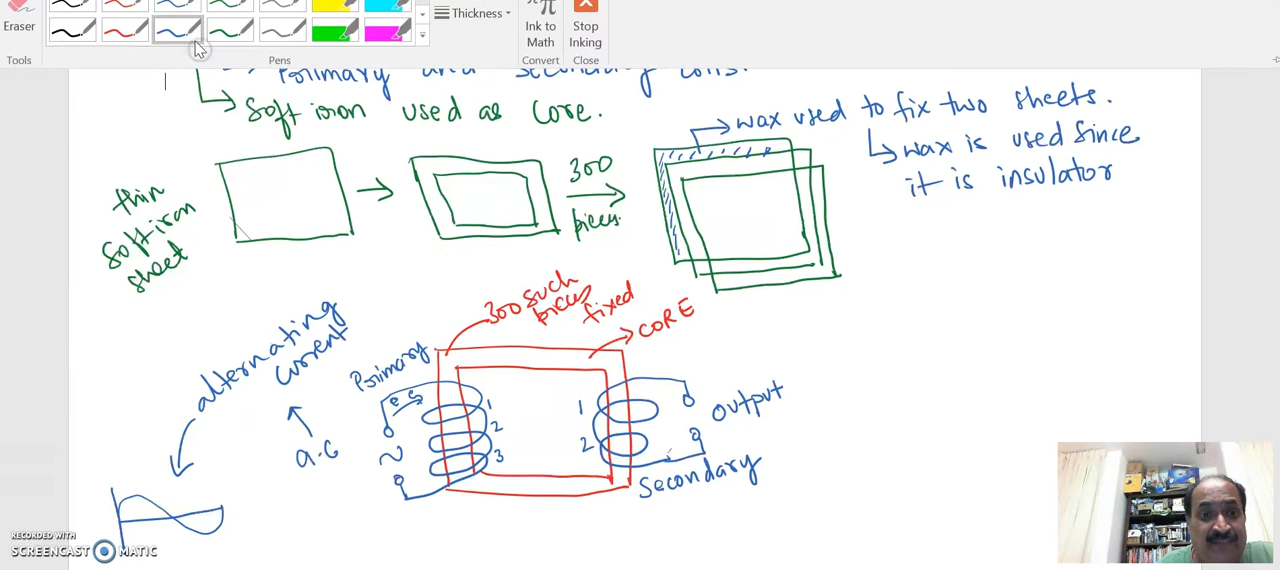 Eraser
Thickness
Ink to Math
Stop Inking
Tools
Pens
Convert
Close
Primary and secondary coils.
Soft iron used as core.
wax used to fix two sheets.
wax is used since
it is insulator
thin
soft iron
sheet
300
pieces.
300 such
pieces fixed
CORE
alternating
current
a.c
Primary
1
2
3
1
2
output
Secondary
RECORDED WITH
SCREENCAST MATIC